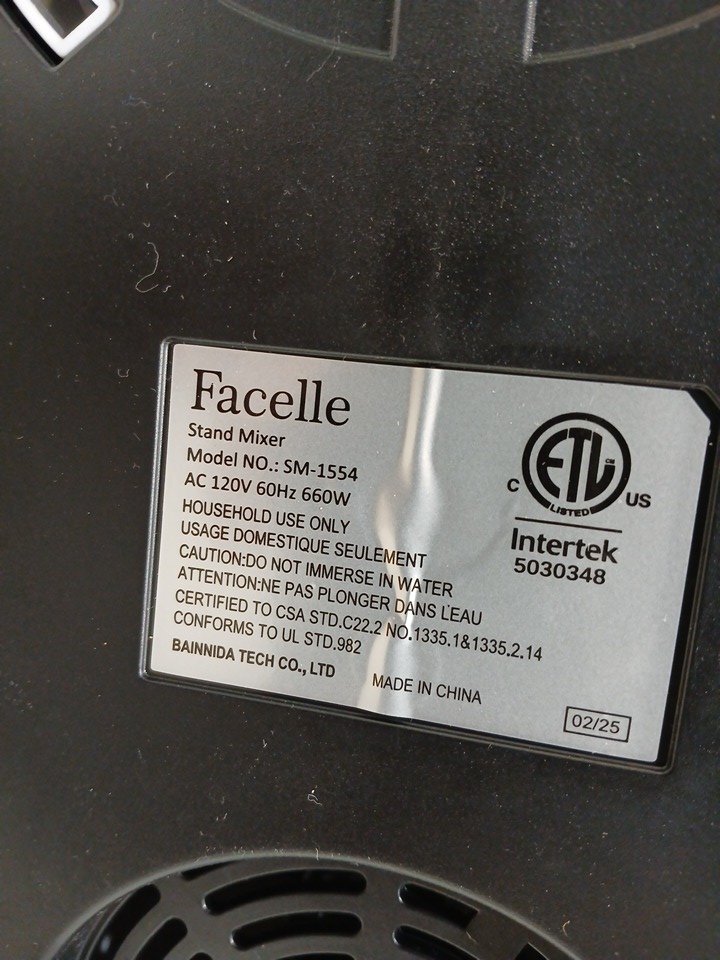 Facelle
Stand Mixer
Model NO.: SM-1554
AC 120V 60Hz 660W
HOUSEHOLD USE ONLY
USAGE DOMESTIQUE SEULEMENT
CAUTION:DO NOT IMMERSE IN WATER
ATTENTION:NE PAS PLONGER DANS L'EAU
CERTIFIED TO CSA STD.C22.2 NO.1335.1&1335.2.14
CONFORMS TO UL STD.982
BAINNIDA TECH CO., LTD
MADE IN CHINA
ETL CM
LISTED
C US
Intertek
5030348
02/25